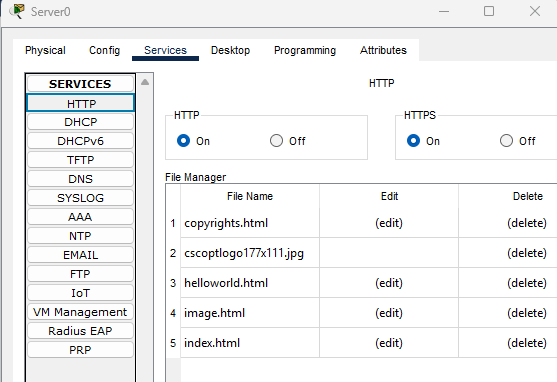 Server0
Physical Config Services Desktop Programming Attributes
SERVICES
HTTP
DHCP
DHCPv6
TFTP
DNS
SYSLOG
AAA
NTP
EMAIL
FTP
IoT
VM Management
Radius EAP
PRP
HTTP
HTTP
On Off
HTTPS
On Off
File Manager
File Name Edit Delete
1 copyrights.html (edit) (delete)
2 cscoptlogo177x111.jpg (delete)
3 helloworld.html (edit) (delete)
4 image.html (edit) (delete)
5 index.html (edit) (delete)